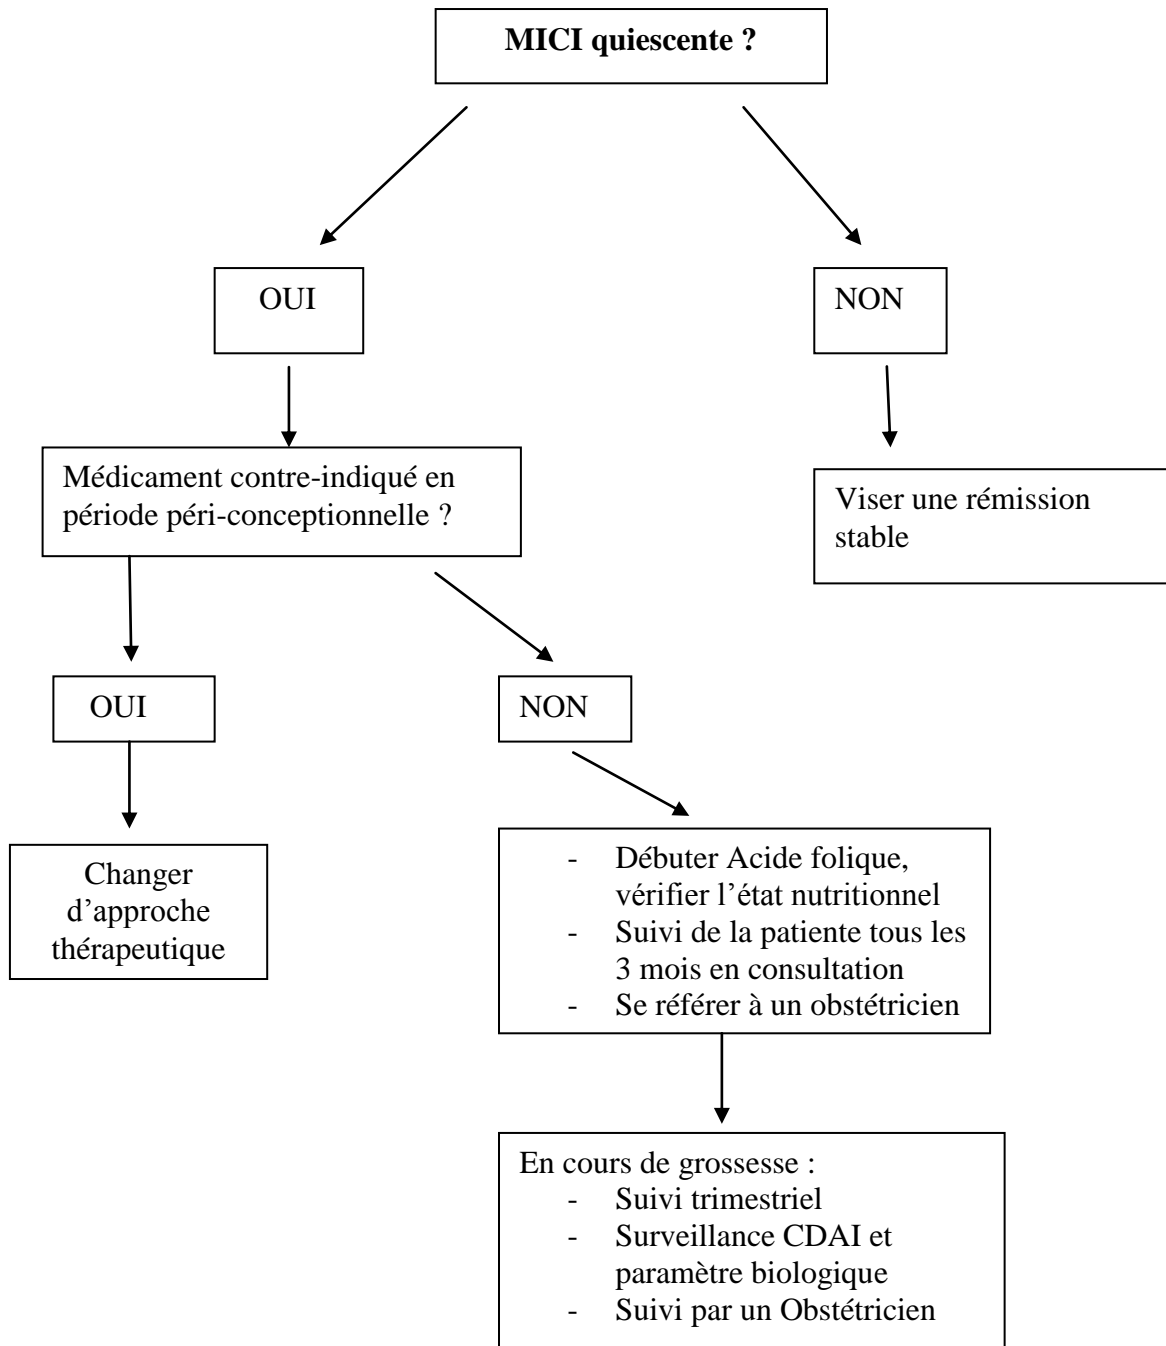 MICI quiescente ?
OUI
NON
Médicament contre-indiqué en
période péri-conceptionnelle ?
Viser une rémission
stable
OUI
NON
Changer
d’approche
thérapeutique
- Débuter Acide folique,
vérifier l’état nutritionnel
- Suivi de la patiente tous les
3 mois en consultation
- Se référer à un obstétricien
En cours de grossesse :
- Suivi trimestriel
- Surveillance CDAI et
paramètre biologique
- Suivi par un Obstétricien